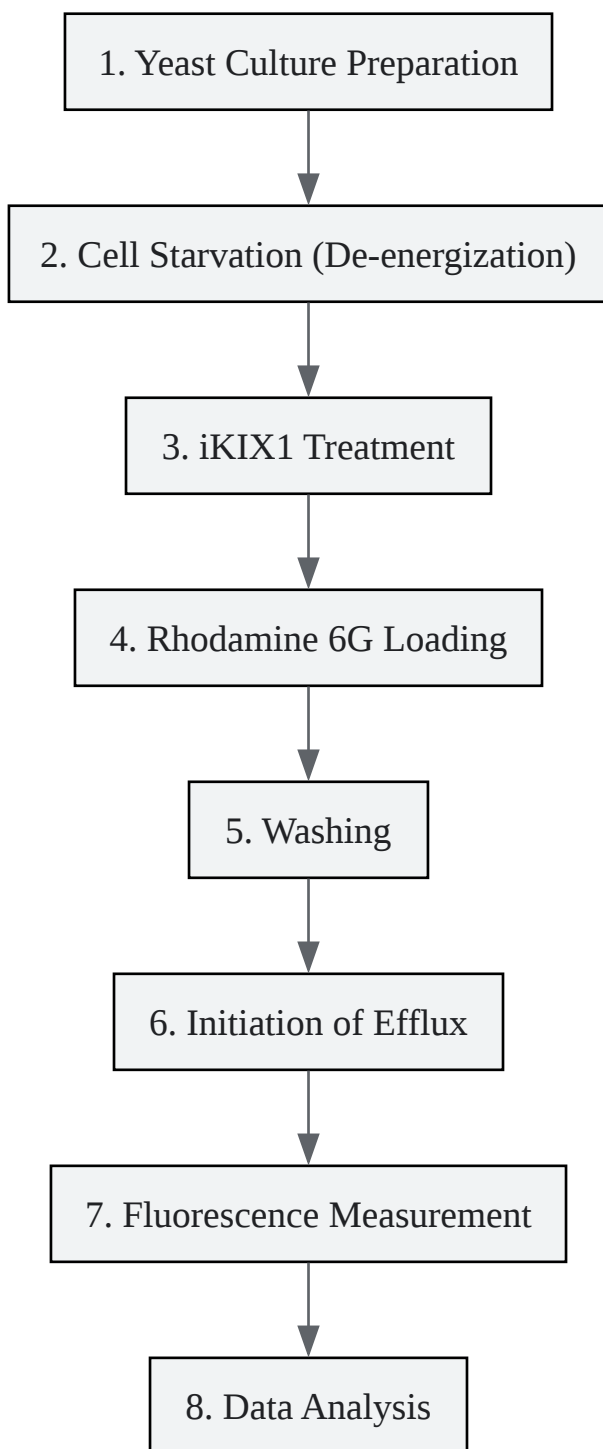 1. Yeast Culture Preparation
2. Cell Starvation (De-energization)
3. iKIX1 Treatment
4. Rhodamine 6G Loading
5. Washing
6. Initiation of Efflux
7. Fluorescence Measurement
8. Data Analysis